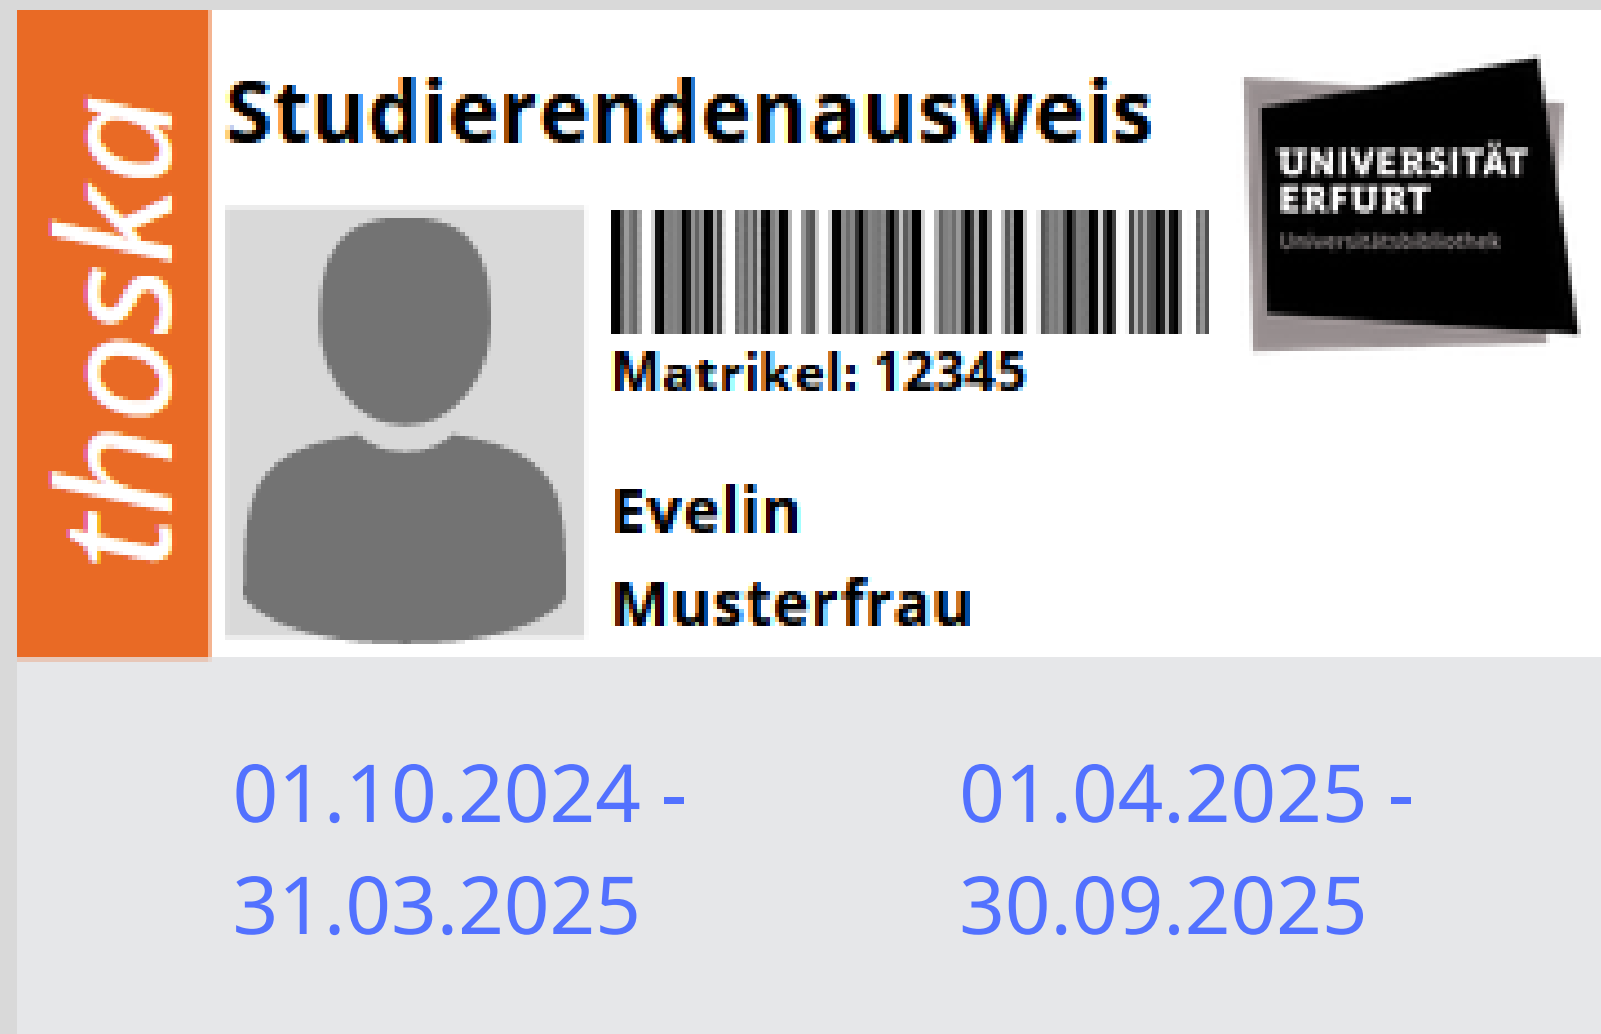 thoska
Studierendenausweis
UNIVERSITÄT
ERFURT
Universitätsbibliothek
Matrikel: 12345
Evelin
Musterfrau
01.10.2024 -
31.03.2025
01.04.2025 -
30.09.2025